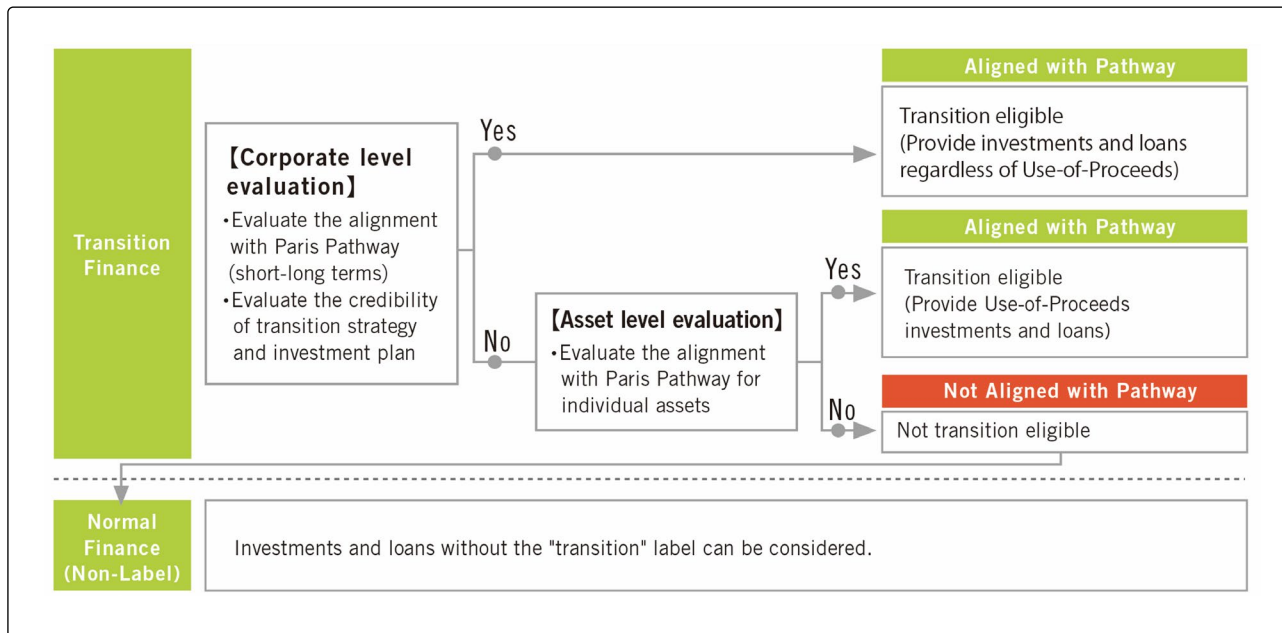 Transition
Finance
【Corporate level
evaluation】
•Evaluate the alignment
with Paris Pathway
(short-long terms)
•Evaluate the credibility
of transition strategy
and investment plan
Yes
No
【Asset level evaluation】
•Evaluate the alignment
with Paris Pathway for
individual assets
Yes
No
Aligned with Pathway
Transition eligible
(Provide investments and loans
regardless of Use-of-Proceeds)
Aligned with Pathway
Transition eligible
(Provide Use-of-Proceeds
investments and loans)
Not Aligned with Pathway
Not transition eligible
Normal
Finance
(Non-Label)
Investments and loans without the "transition" label can be considered.